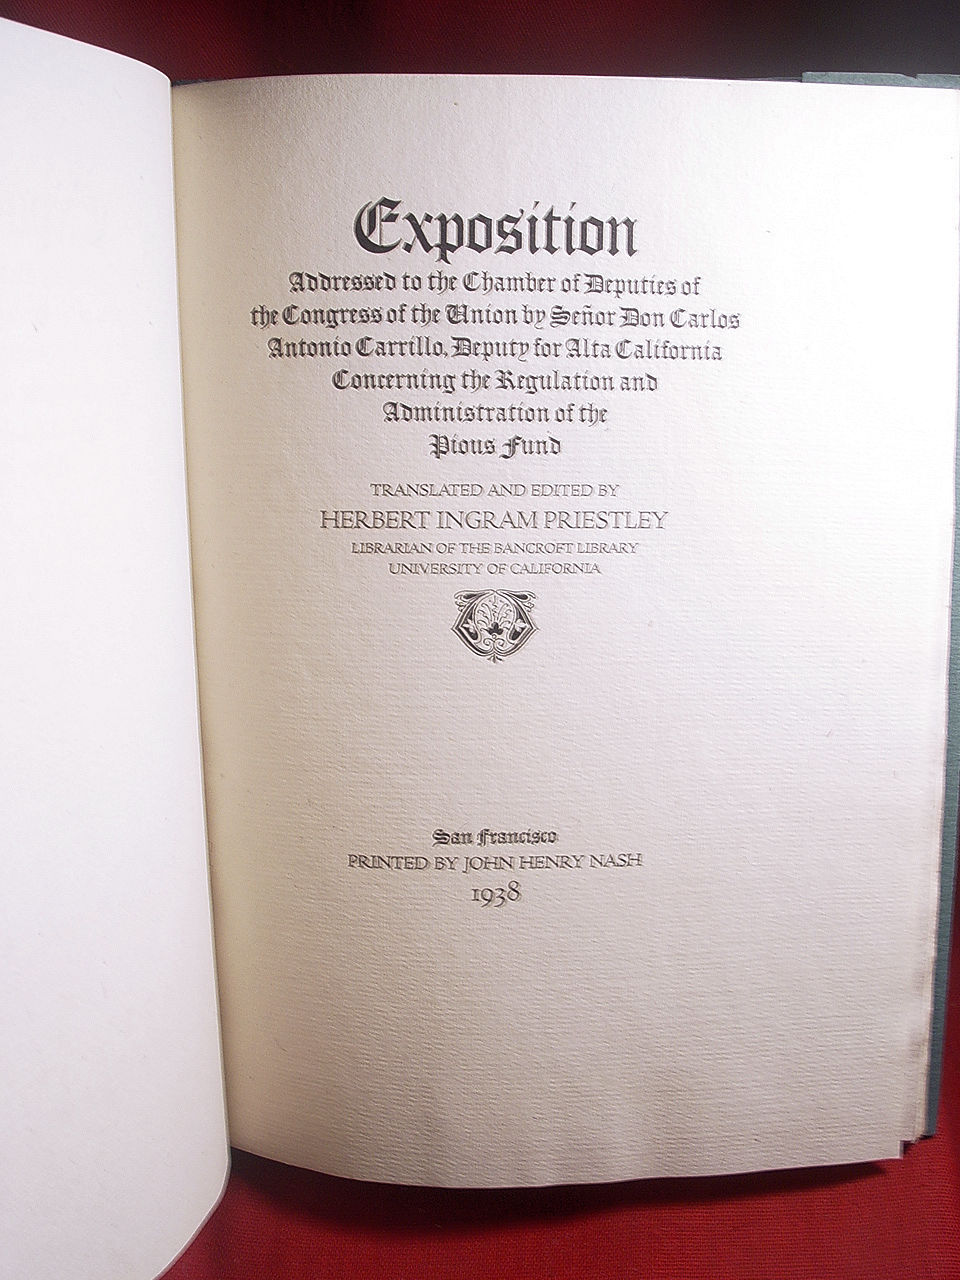 Exposition
Addressed to the Chamber of Deputies of
the Congress of the Union by Señor Don Carlos
Antonio Carrillo, Deputy for Alta California
Concerning the Regulation and
Administration of the
Pious Fund
TRANSLATED AND EDITED BY
HERBERT INGRAM PRIESTLEY
LIBRARIAN OF THE BANCROFT LIBRARY
UNIVERSITY OF CALIFORNIA
San Francisco
PRINTED BY JOHN HENRY NASH
1938